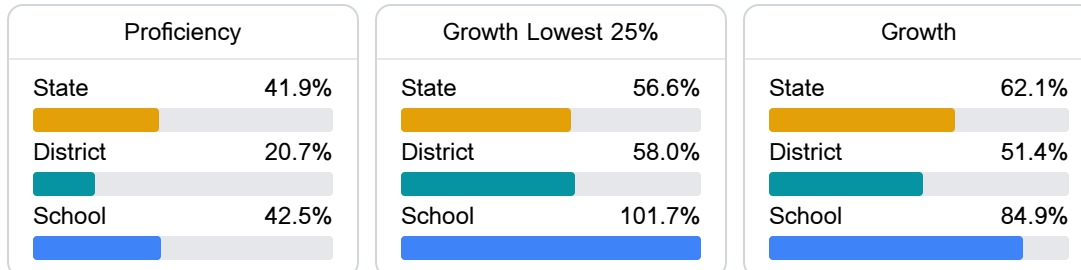 Proficiency
State 41.9%
District 20.7%
School 42.5%
Growth Lowest 25%
State 56.6%
District 58.0%
School 101.7%
Growth
State 62.1%
District 51.4%
School 84.9%